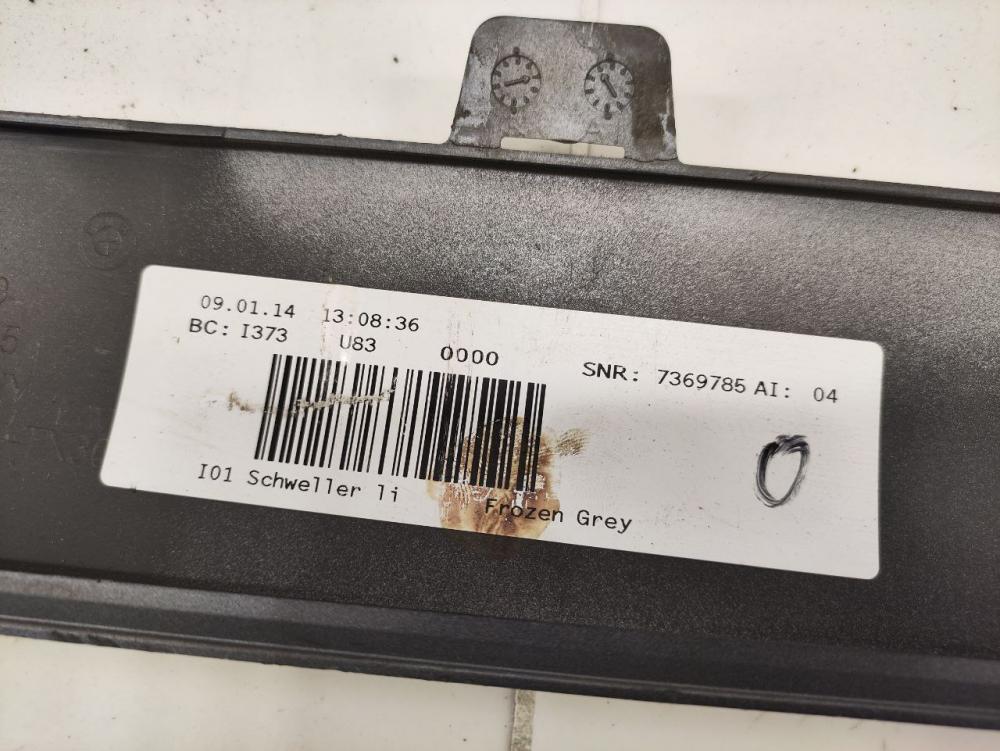 09.01.14 13:08:36
BC: I373 U83 0000
SNR: 7369785 AI: 04
0
I01 Schweller li Frozen Grey